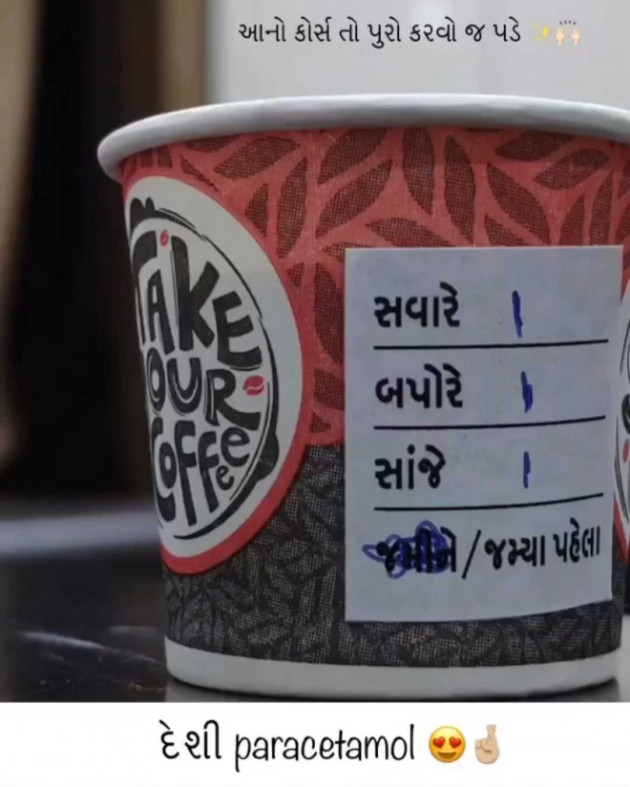 આનો કોર્સ તો પુરો કરવો જ પડે ✨🙌🏻
TAKE
YOUR
COFFEE
સવારે 1
બપોરે 1
સાંજે 1
જમીને / જમ્યા પહેલા
દેશી paracetamol 😍🤞🏼